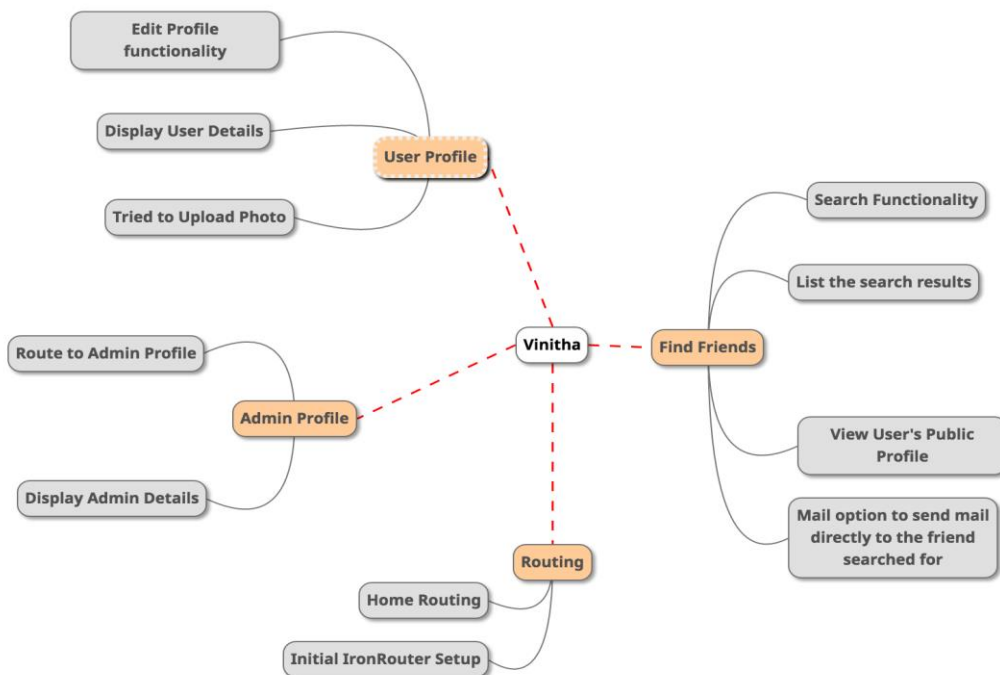 Edit Profile
functionality
Display User Details
User Profile
Tried to Upload Photo
Search Functionality
List the search results
Vinitha
Find Friends
Route to Admin Profile
Admin Profile
View User's Public
Profile
Display Admin Details
Mail option to send mail
directly to the friend
searched for
Routing
Home Routing
Initial IronRouter Setup